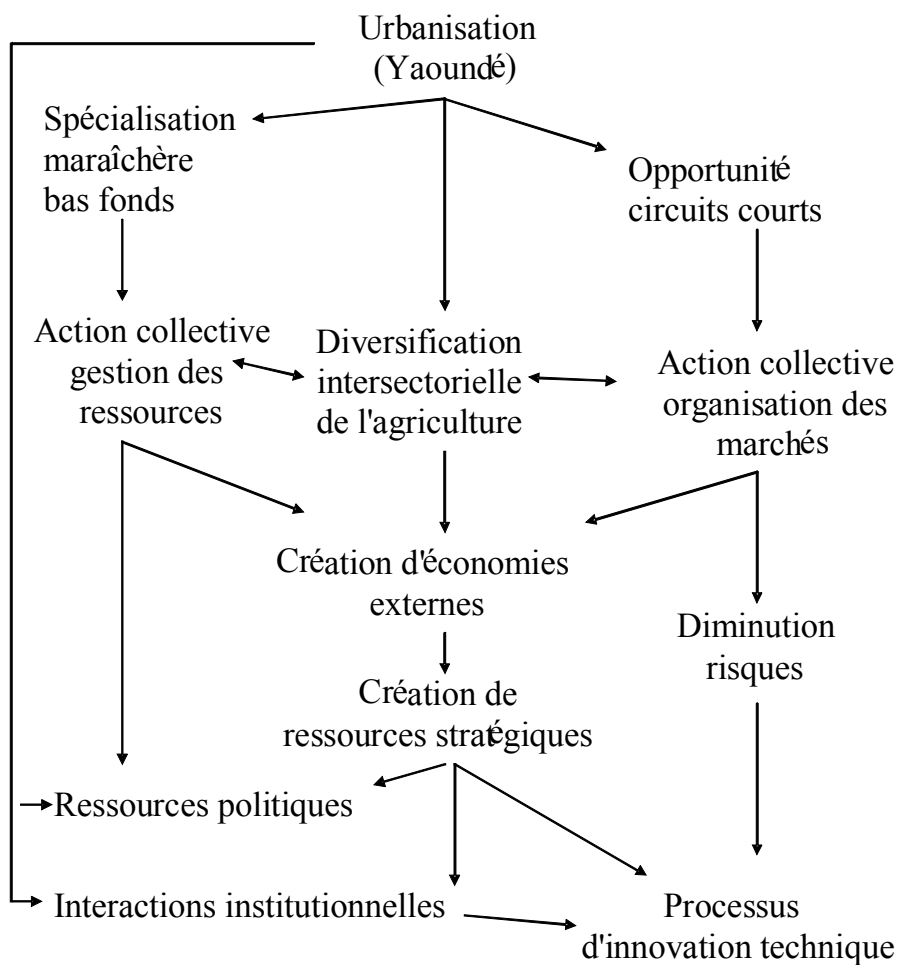 Urbanisation
(Yaoundé)
Spécialisation
maraîchère
bas fonds
Opportunité
circuits courts
Action collective
gestion des
ressources
Diversification
intersectorielle
de l'agriculture
Action collective
organisation des
marchés
Création d'économies
externes
Diminution
risques
Création de
ressources stratégiques
Ressources politiques
Interactions institutionnelles
Processus
d'innovation technique